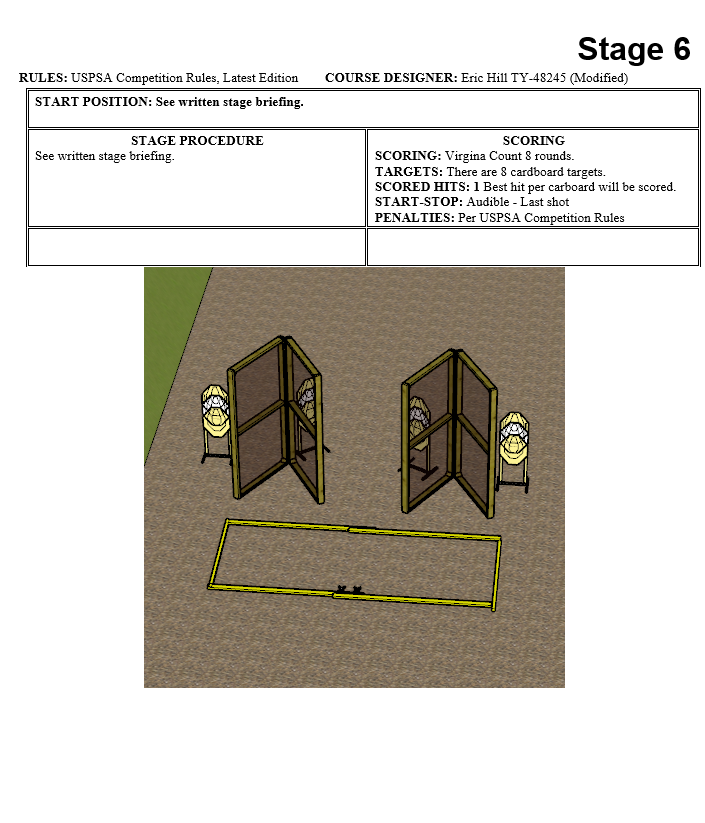 Stage 6
RULES: USPSA Competition Rules, Latest Edition COURSE DESIGNER: Eric Hill TY-48245 (Modified)
START POSITION: See written stage briefing.
STAGE PROCEDURE
See written stage briefing.
SCORING
SCORING: Virgina Count 8 rounds.
TARGETS: There are 8 cardboard targets.
SCORED HITS: 1 Best hit per carboard will be scored.
START-STOP: Audible - Last shot
PENALTIES: Per USPSA Competition Rules